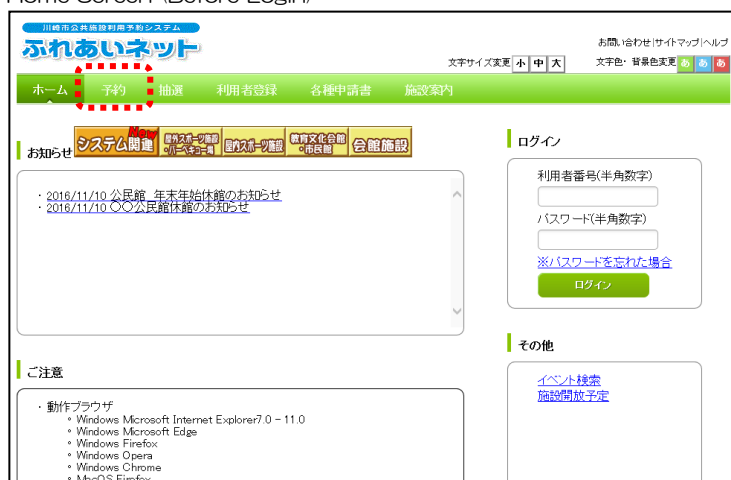 Home Screen (Before Login)
川崎市公共施設利用予約システム
ふれあいネット
お問い合わせ|サイトマップ|ヘルプ
文字サイズ変更 小 中 大 文字色・背景色変更 あ あ あ
ホーム 予約 抽選 利用者登録 各種申請書 施設案内
お知らせ システム関連 New 屋外スポーツ施設・バーベキュー場 屋内スポーツ施設 教育文化会館・市民館 会館施設
・2016/11/10 公民館 年末年始休館のお知らせ
・2016/11/10 〇〇公民館休館のお知らせ
ログイン
利用者番号(半角数字)
パスワード(半角数字)
※パスワードを忘れた場合
ログイン
その他
イベント検索
施設開放予定
ご注意
・動作ブラウザ
Windows Microsoft Internet Explorer7.0 - 11.0
Windows Microsoft Edge
Windows Firefox
Windows Opera
Windows Chrome
MacOS Firefox